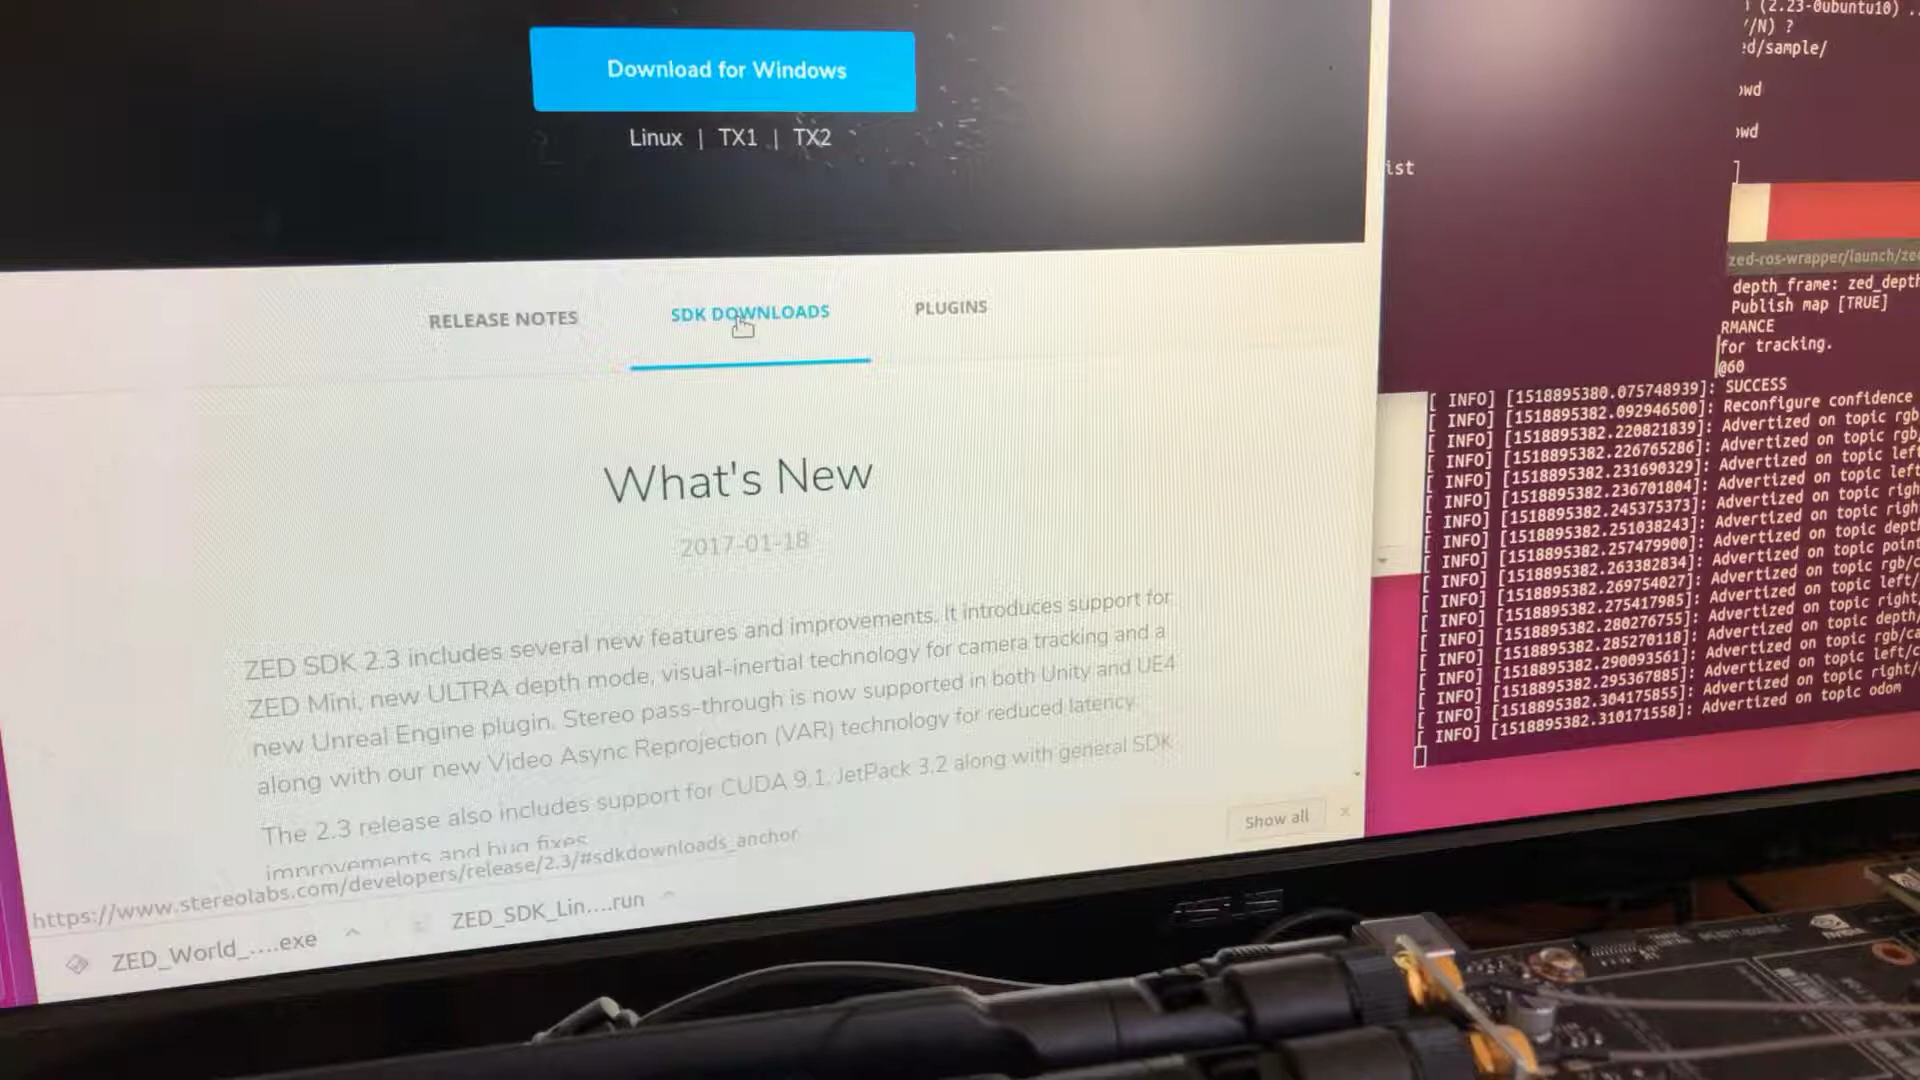 Download for Windows
Linux | TX1 | TX2
RELEASE NOTES
SDK DOWNLOADS
PLUGINS
What's New
2017-01-18
ZED SDK 2.3 includes several new features and improvements. It introduces support for
ZED Mini, new ULTRA depth mode, visual-inertial technology for camera tracking and a
new Unreal Engine plugin. Stereo pass-through is now supported in both Unity and UE4
along with our new Video Async Reprojection (VAR) technology for reduced latency.
The 2.3 release also includes support for CUDA 9.1, JetPack 3.2 along with general SDK
improvements and bug fixes
https://www.stereolabs.com/developers/release/2.3/#sdkdownloads_anchor
Show all
ZED_World_....exe
ZED_SDK_Lin....run
(2.23-0ubuntu10) ..
/N) ?
ed/sample/
owd
owd
ist
]
zed-ros-wrapper/launch/zed
depth_frame: zed_depth
Publish map [TRUE]
RMANCE
for tracking.
@60
[ INFO] [1518895380.075748939]: SUCCESS
[ INFO] [1518895382.092946500]: Reconfigure confidence
[ INFO] [1518895382.220821839]: Advertized on topic rgb
[ INFO] [1518895382.226765286]: Advertized on topic rgb/
[ INFO] [1518895382.231690329]: Advertized on topic left
[ INFO] [1518895382.236701804]: Advertized on topic left
[ INFO] [1518895382.245375373]: Advertized on topic righ
[ INFO] [1518895382.251038243]: Advertized on topic righ
[ INFO] [1518895382.257479900]: Advertized on topic dept
[ INFO] [1518895382.263382834]: Advertized on topic poin
[ INFO] [1518895382.269754027]: Advertized on topic rgb/c
[ INFO] [1518895382.275417985]: Advertized on topic left/
[ INFO] [1518895382.280276755]: Advertized on topic right/
[ INFO] [1518895382.285270118]: Advertized on topic depth/
[ INFO] [1518895382.290093561]: Advertized on topic rgb/ca
[ INFO] [1518895382.295367885]: Advertized on topic left/c
[ INFO] [1518895382.304175855]: Advertized on topic right/
[ INFO] [1518895382.310171558]: Advertized on topic odom
ASUS